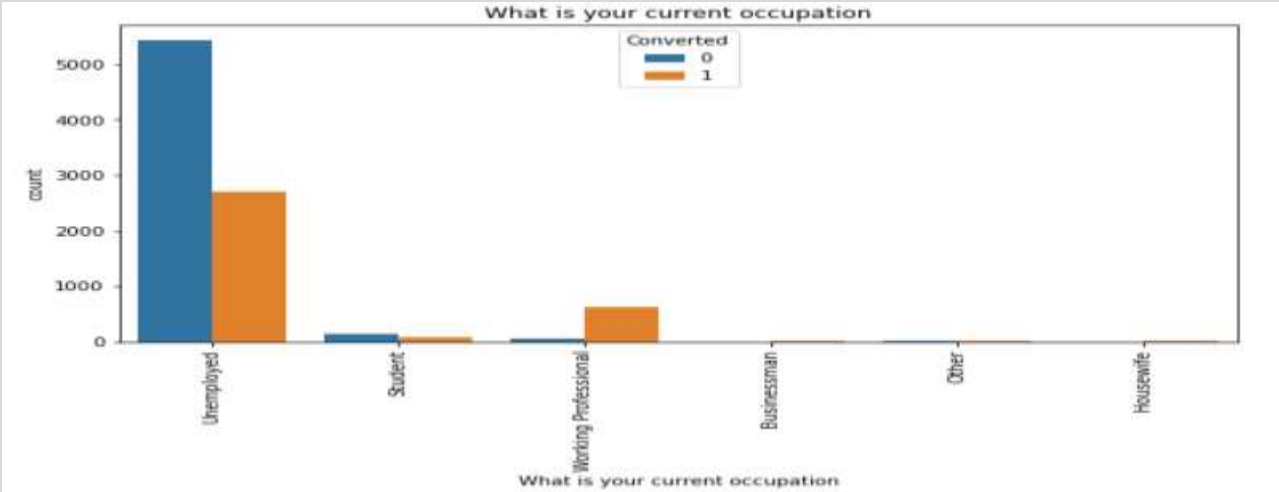 What is your current occupation
Converted
0
1
5000
4000
3000
2000
1000
0
count
Unemployed
Student
Working Professional
Businessman
Other
Housewife
What is your current occupation